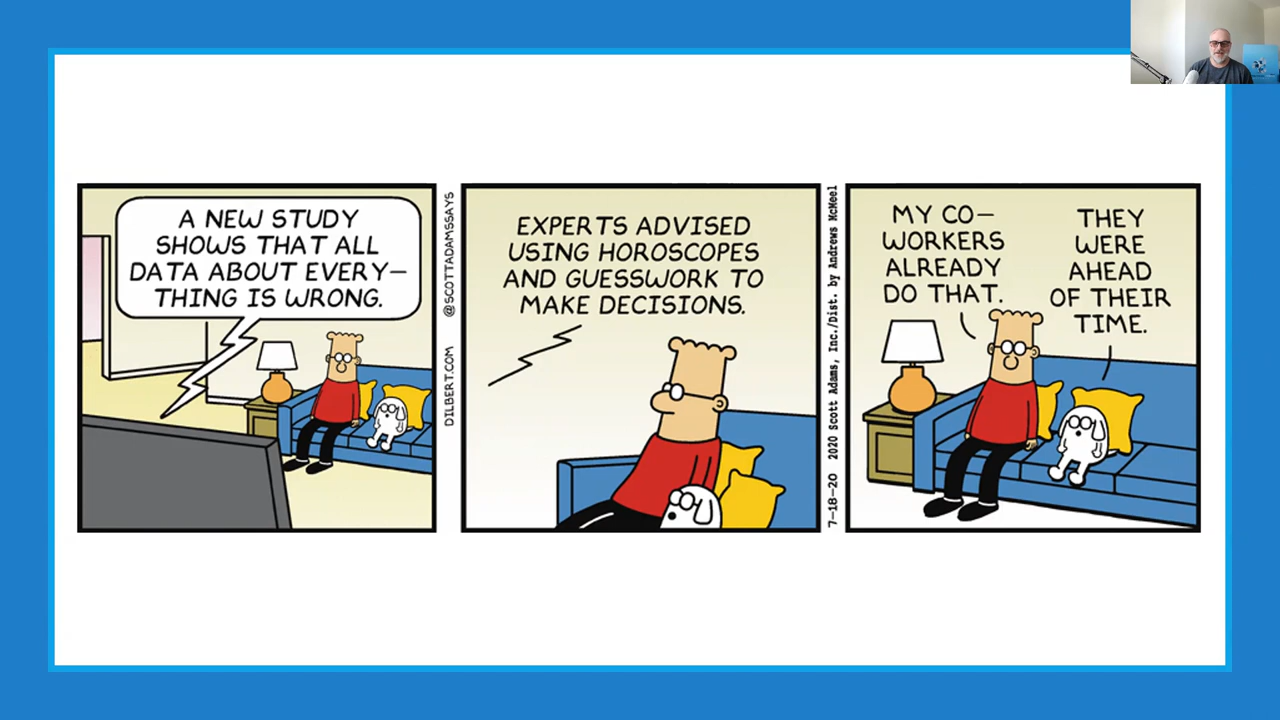 A NEW STUDY
SHOWS THAT ALL
DATA ABOUT EVERY-
THING IS WRONG.
DILBERT.COM @SCOTTADAMSSAYS
EXPERTS ADVISED
USING HOROSCOPES
AND GUESSWORK TO
MAKE DECISIONS.
7-18-20 2020 Scott Adams, Inc./Dist. by Andrews McMeel
MY CO-
WORKERS
ALREADY
DO THAT.
THEY
WERE
AHEAD
OF THEIR
TIME.